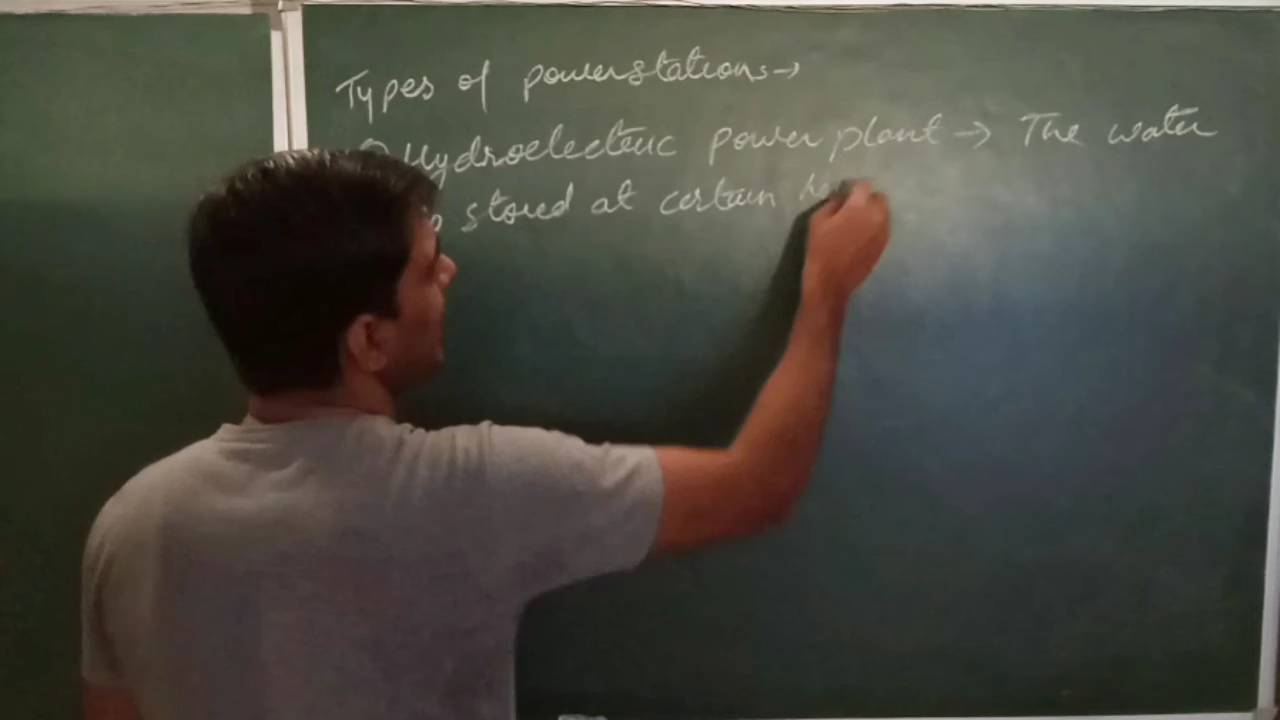 Types of powerstations→
Hydroelectric power plant → The water
stored at certain